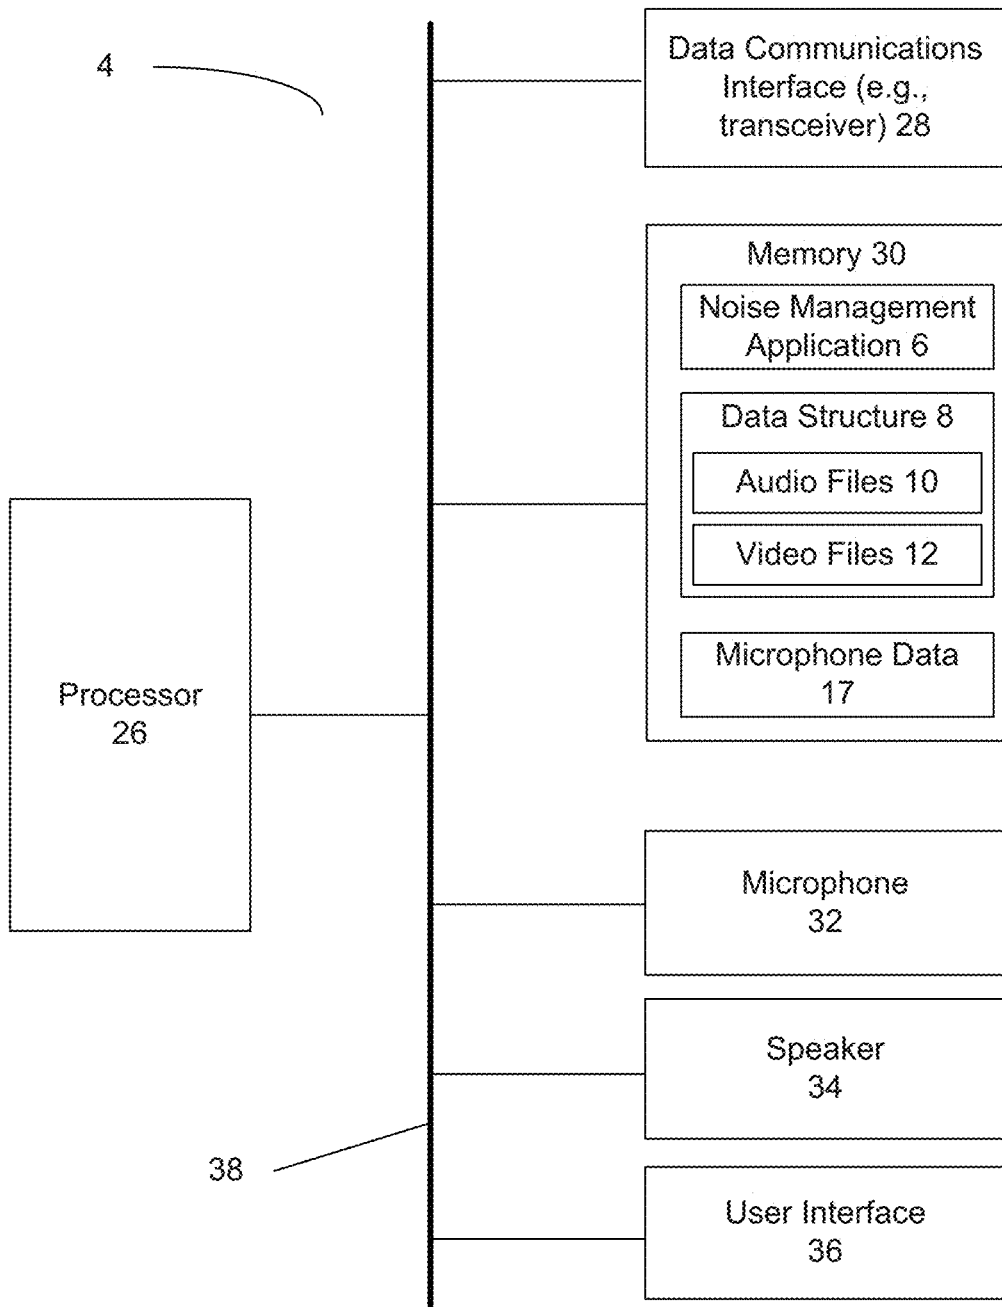 4
Data Communications
Interface (e.g.,
transceiver) 28
Memory 30
Noise Management
Application 6
Data Structure 8
Audio Files 10
Video Files 12
Microphone Data
17
Processor
26
Microphone
32
Speaker
34
38
User Interface
36